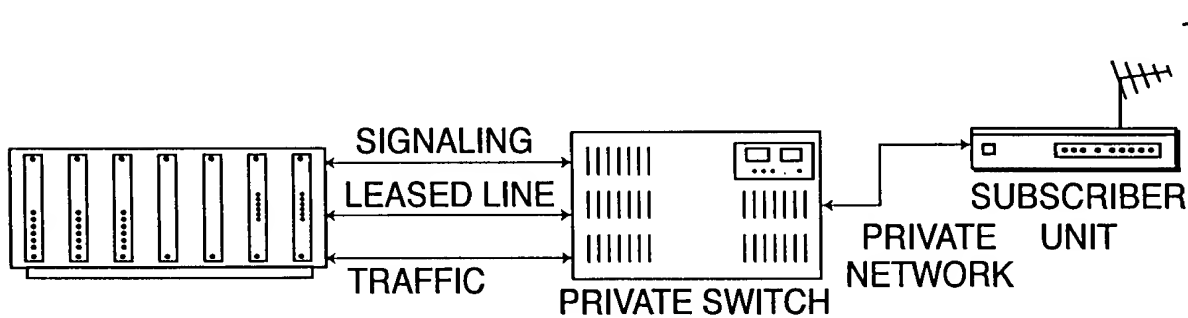 SIGNALING
LEASED LINE
TRAFFIC
PRIVATE SWITCH
PRIVATE
NETWORK
SUBSCRIBER
UNIT